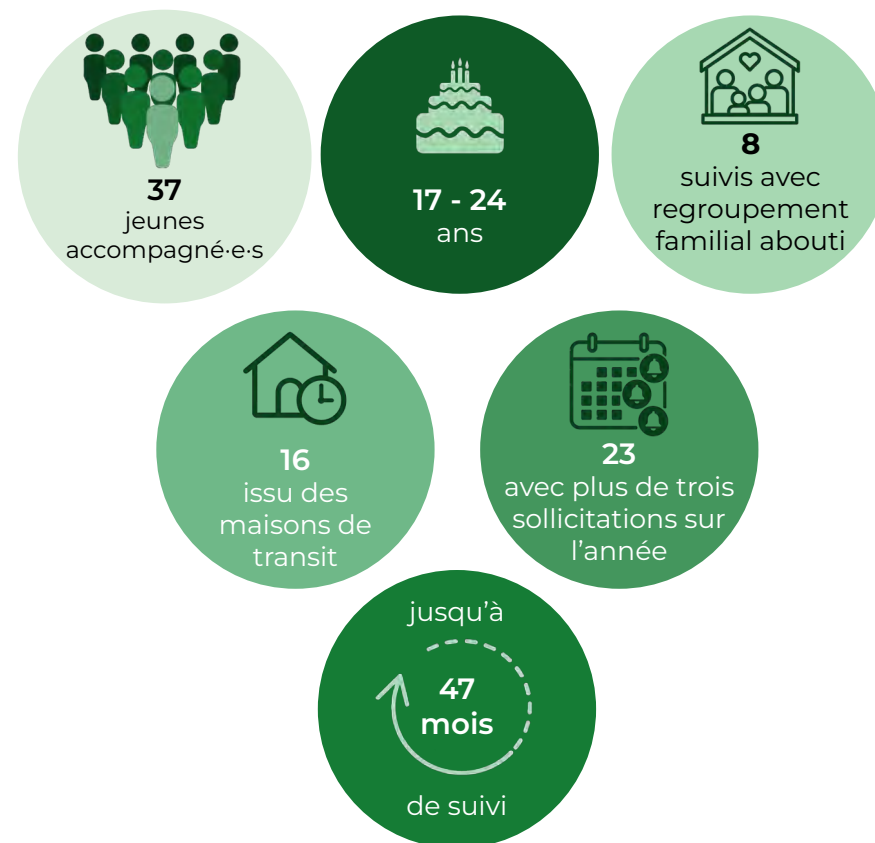 37
jeunes
accompagné·e·s
17 - 24
ans
8
suivis avec
regroupement
familial abouti
16
issu des
maisons de
transit
23
avec plus de trois
sollicitations sur
l’année
jusqu’à
47
mois
de suivi